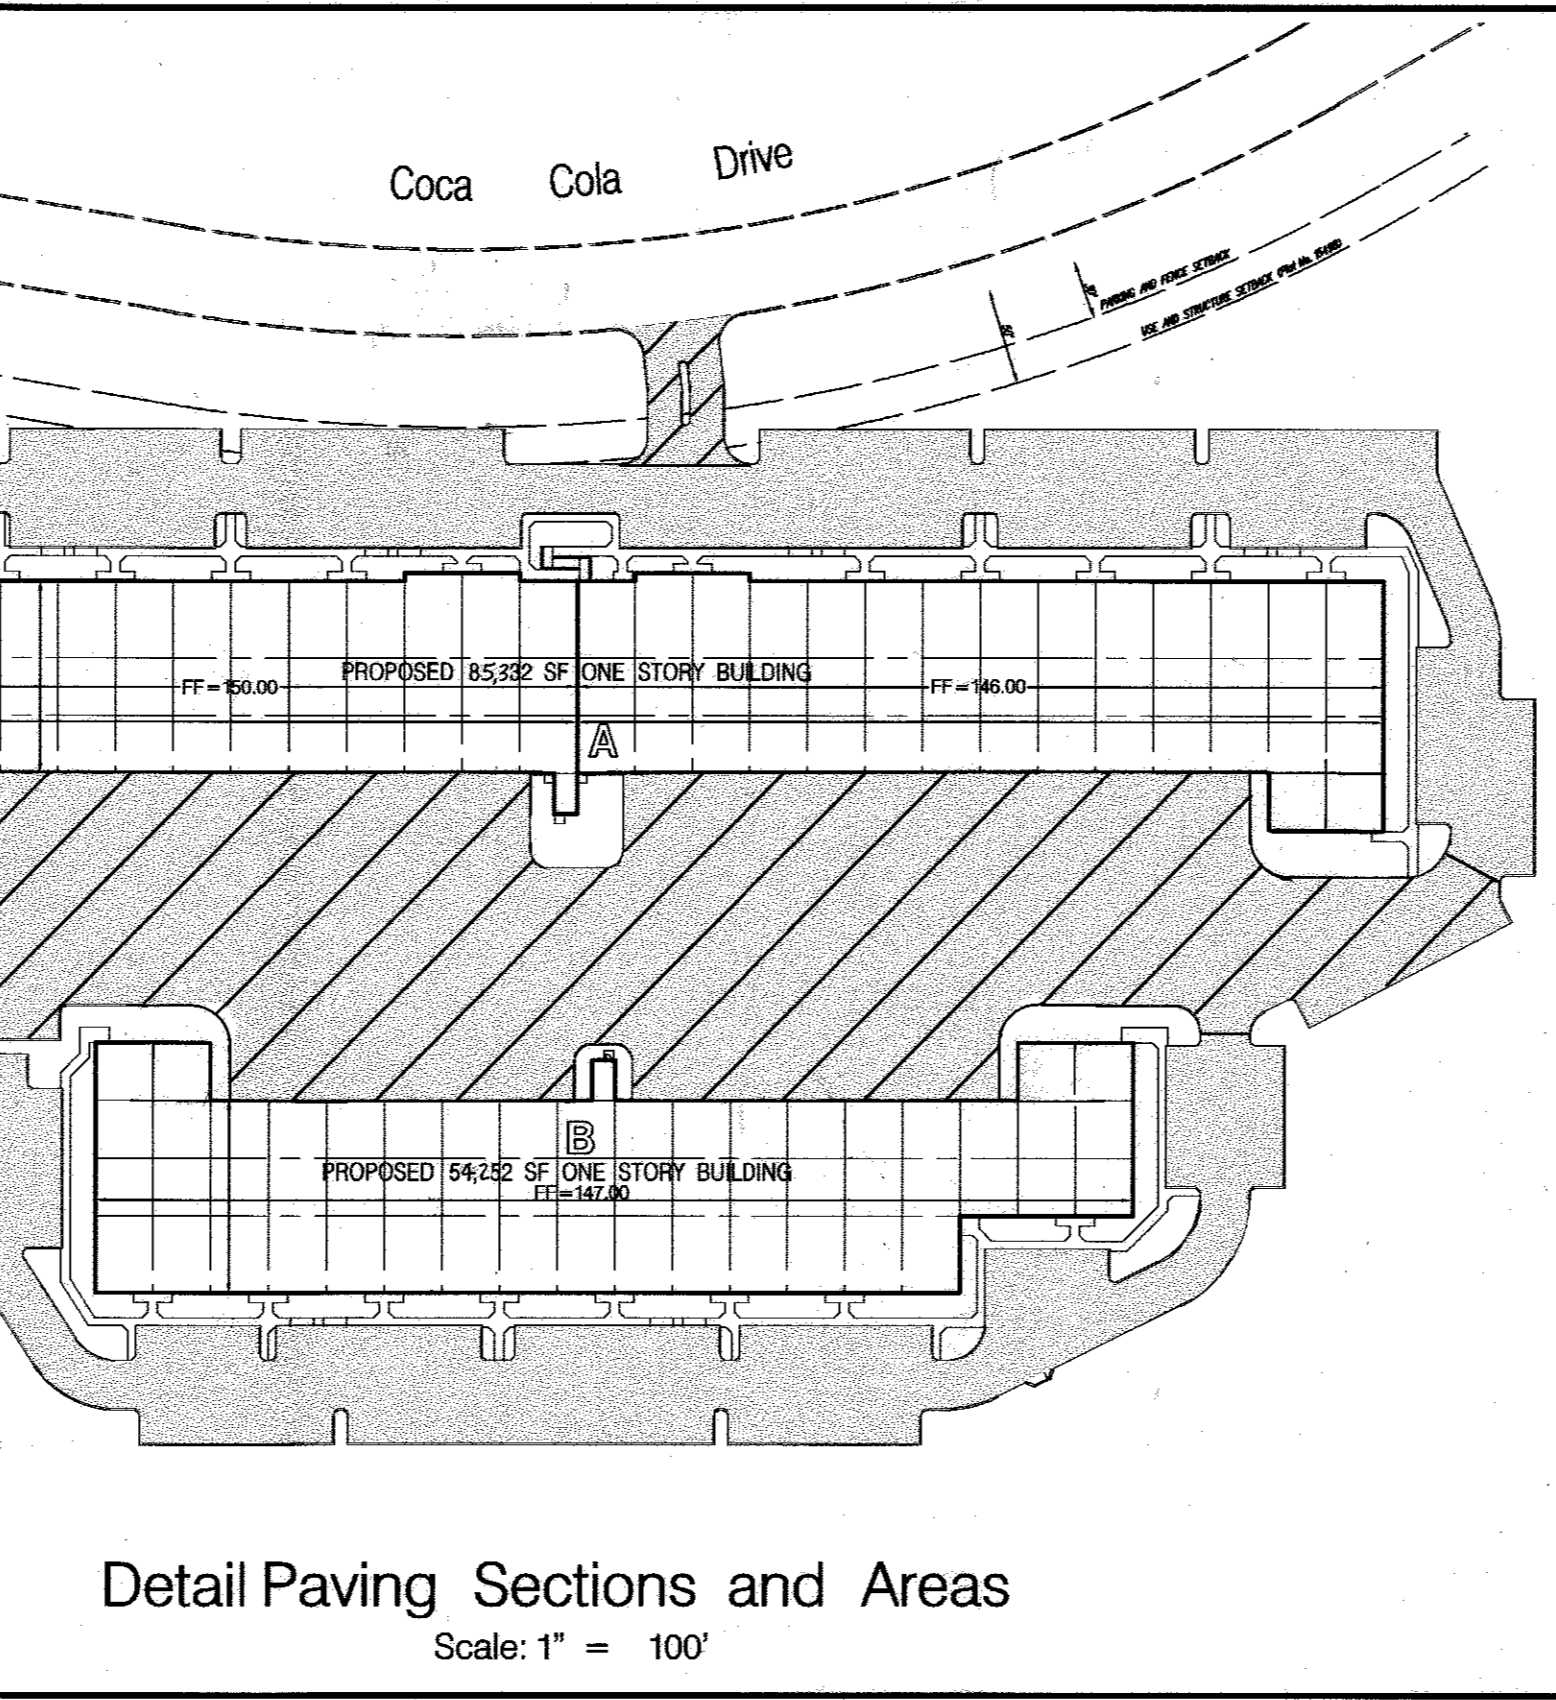 Coca Cola Drive
PARKING AND FENCE SETBACK
USE AND STRUCTURE SETBACK
PROPOSED 85,332 SF ONE STORY BUILDING
FF=150.00
FF=146.00
A
B
PROPOSED 54,252 SF ONE STORY BUILDING
FF=147.00
Detail Paving Sections and Areas
Scale: 1" = 100'